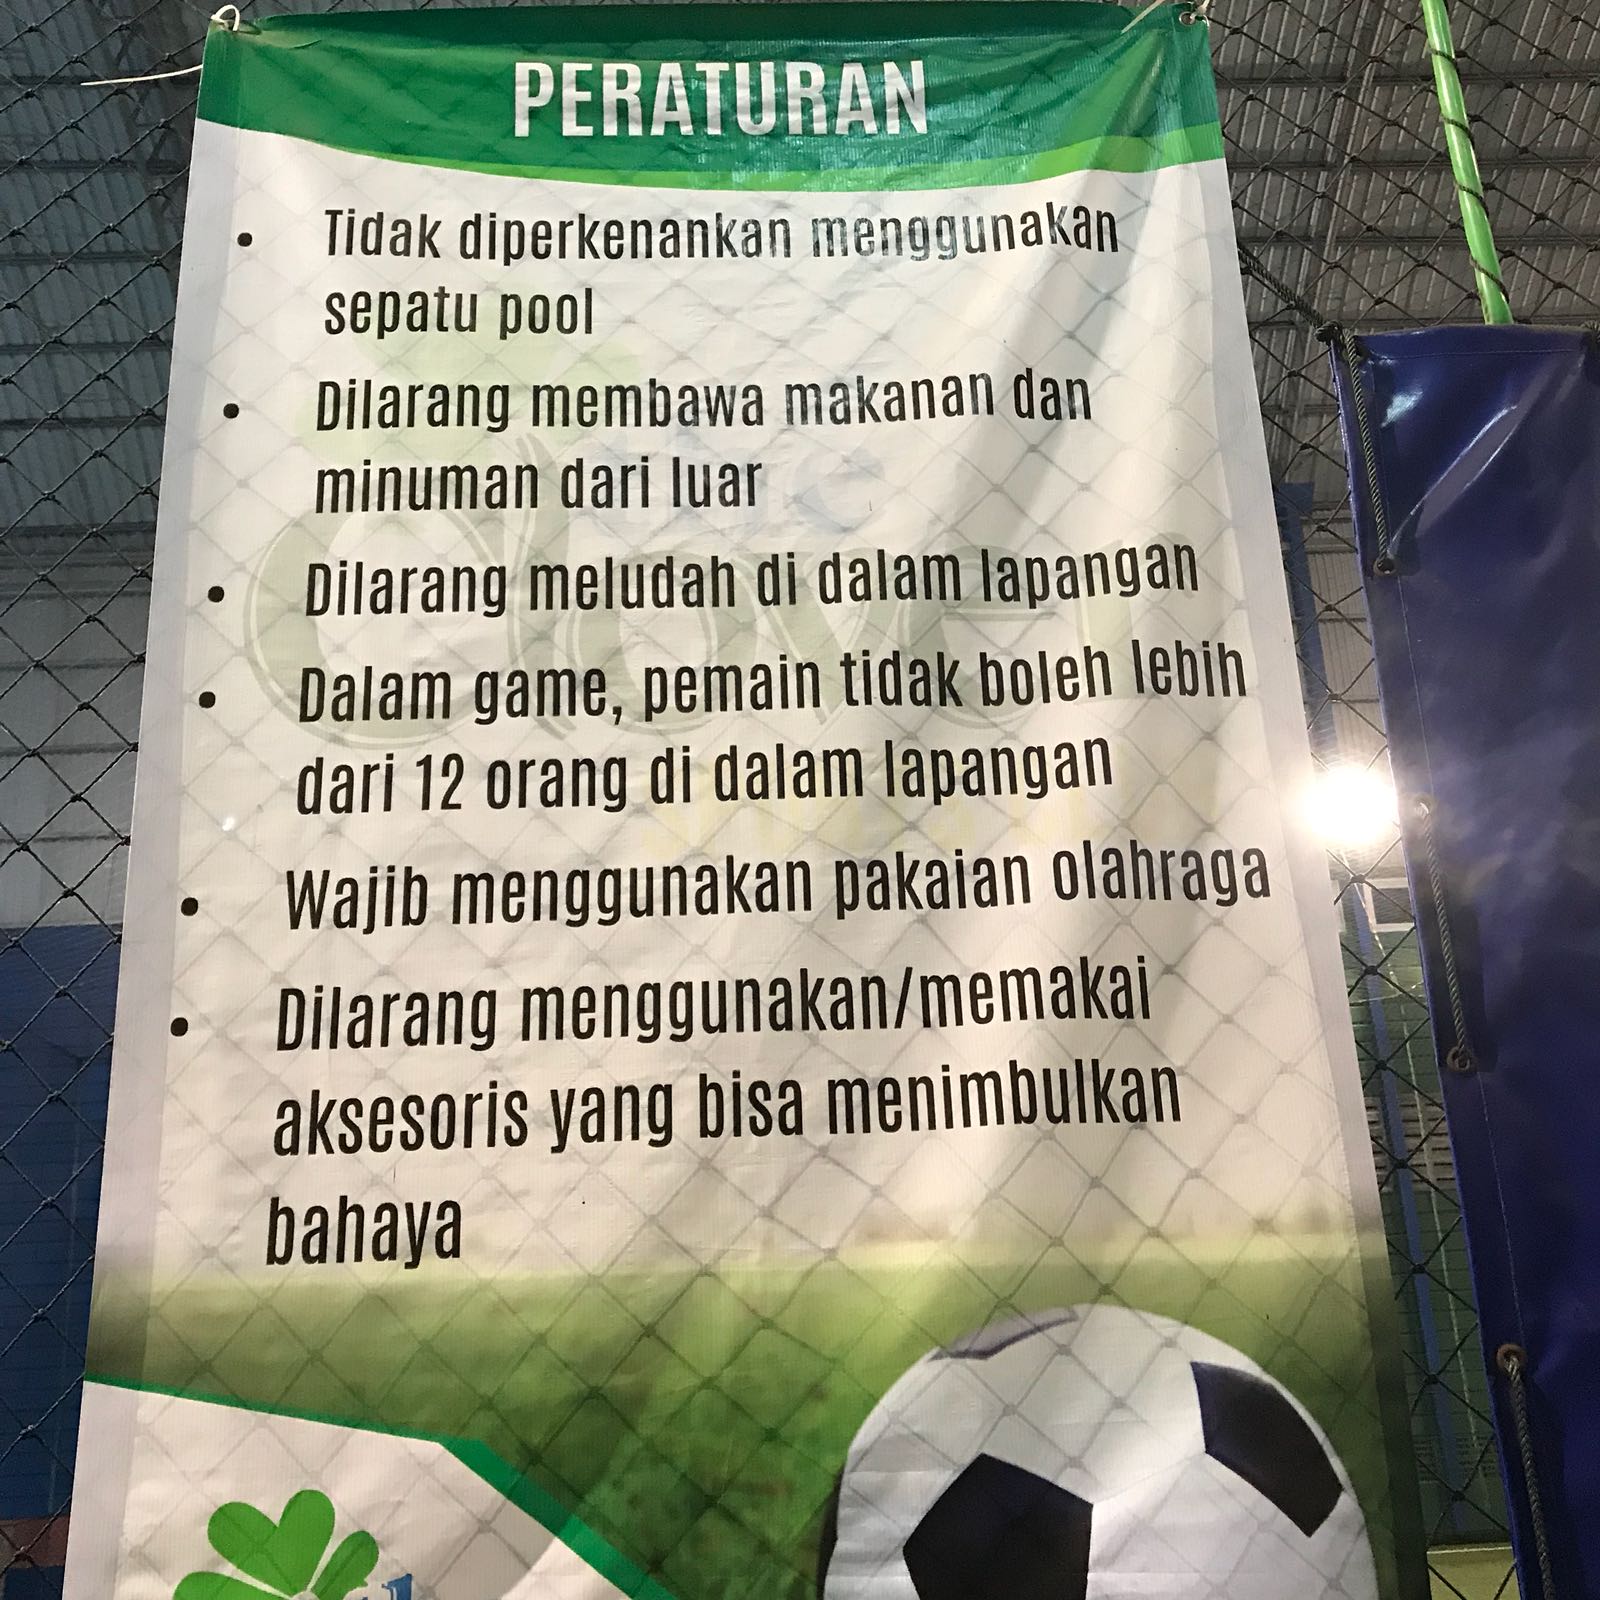 PERATURAN
• Tidak diperkenankan menggunakan
sepatu pool
• Dilarang membawa makanan dan
minuman dari luar
• Dilarang meludah di dalam lapangan
• Dalam game, pemain tidak boleh lebih
dari 12 orang di dalam lapangan
• Wajib menggunakan pakaian olahraga
• Dilarang menggunakan/memakai
aksesoris yang bisa menimbulkan
bahaya
Clover